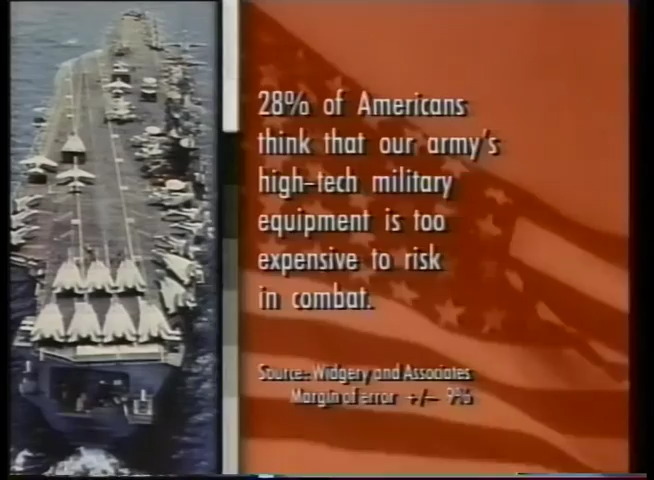 28% of Americans
think that our army's
high-tech military
equipment is too
expensive to risk
in combat.
Source: Widgery and Associates
Margin of error +/- 9%